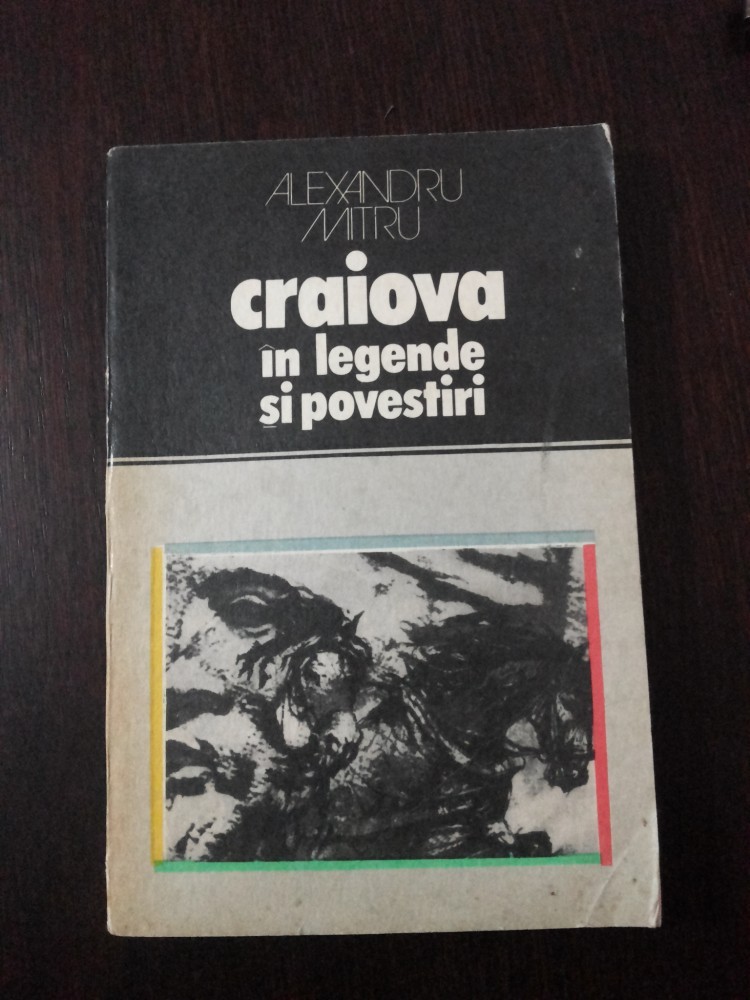 ALEXANDRU
MITRU
craiova
în legende
și povestiri